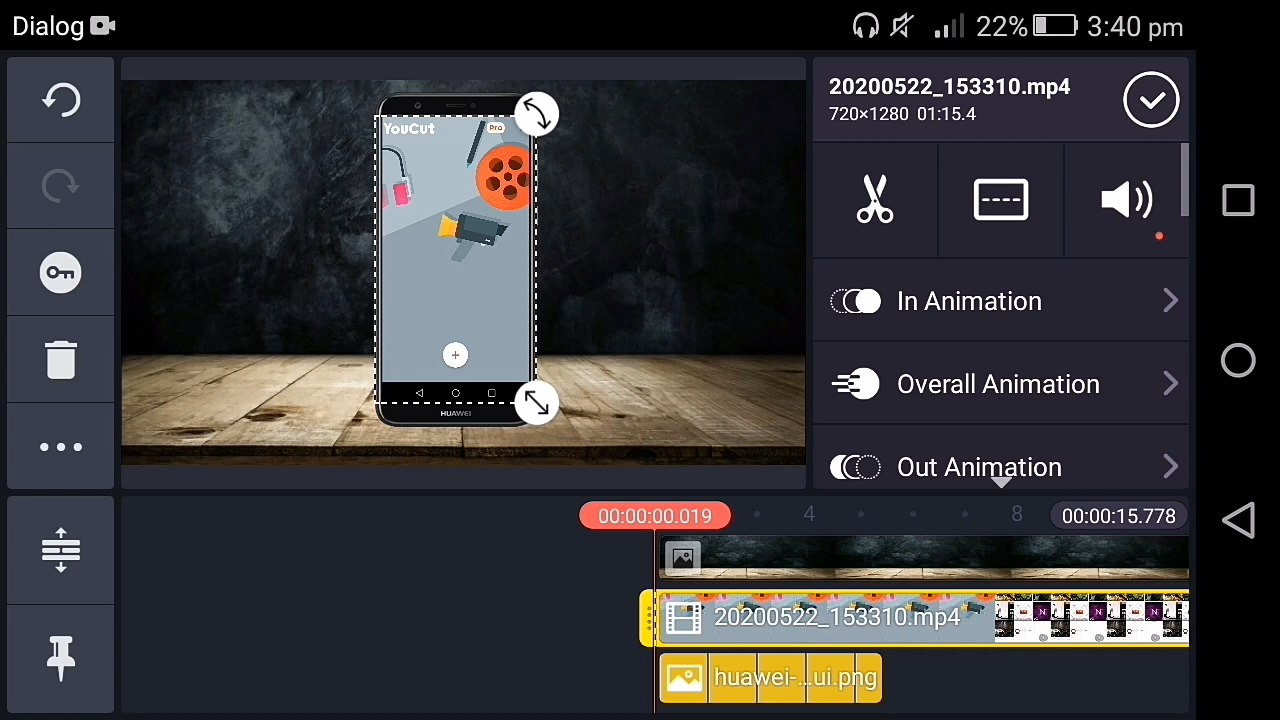 Dialog
22%
3:40 pm
20200522_153310.mp4
720×1280 01:15.4
YouCut
Pro
HUAWEI
In Animation
Overall Animation
Out Animation
00:00:00.019
4
8
00:00:15.778
20200522_153310.mp4
huawei-...ui.png